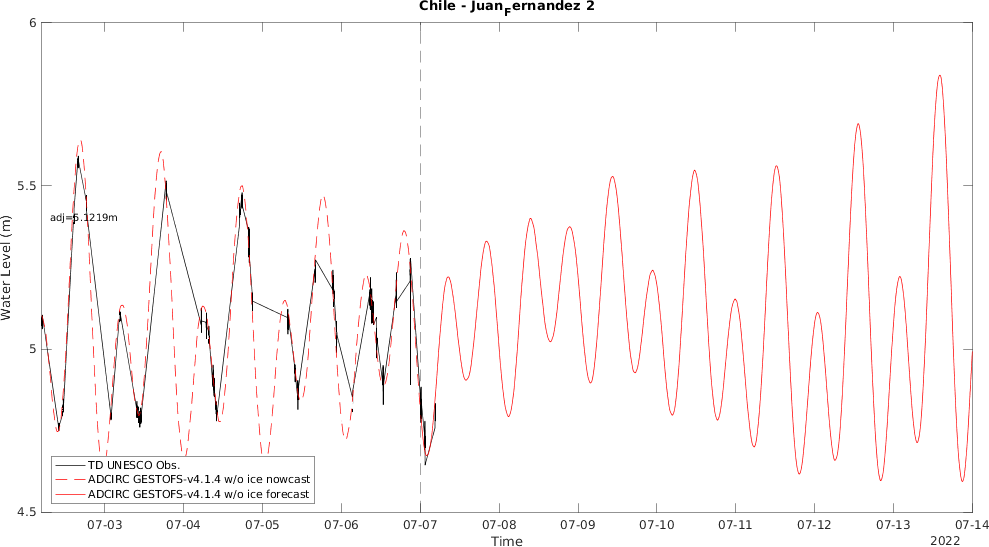 Chile - Juan_Fernandez 2
Water Level (m)
6
5.5
5
4.5
adj=5.1219m
TD UNESCO Obs.
ADCIRC GESTOFS-v4.1.4 w/o ice nowcast
ADCIRC GESTOFS-v4.1.4 w/o ice forecast
07-03 07-04 07-05 07-06 07-07 07-08 07-09 07-10 07-11 07-12 07-13 07-14
Time
2022